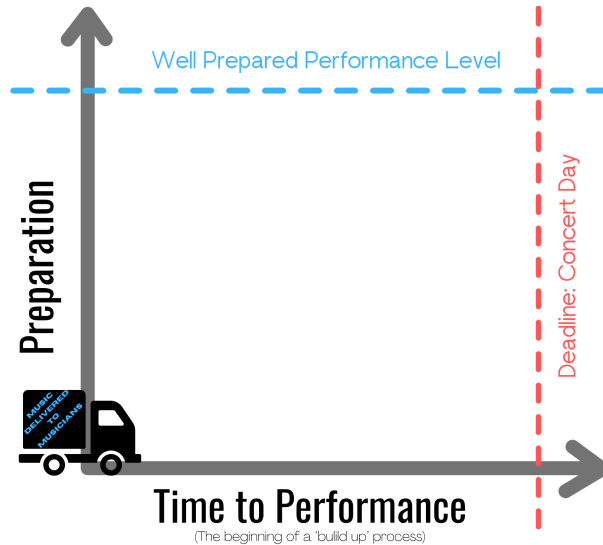 Well Prepared Performance Level
Preparation
Deadline: Concert Day
MUSIC
DELIVERED
TO
MUSICIANS
Time to Performance
(The beginning of a 'bulild up' process)